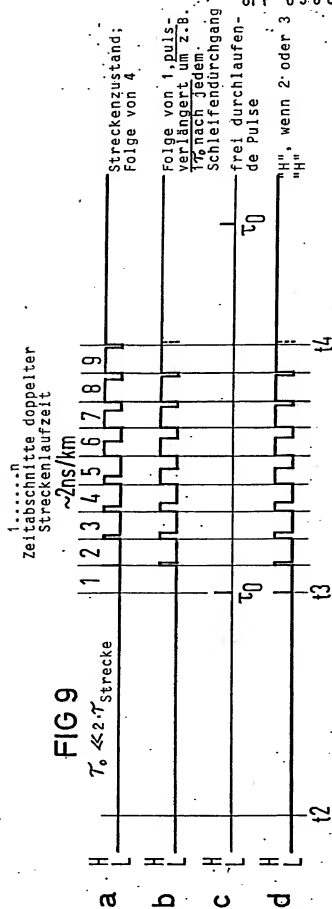 1.......n
Zeitabschnitte doppelter
Streckenlaufzeit
~2ns/km
FIG 9
τ₀ ≪ 2·τ Strecke
1 2 3 4 5 6 7 8 9
a H L
Streckenzustand;
Folge von 4
b H L
Folge von 1, puls-
verlängert um z.B.
1τ₀ nach jedem
Schleifendurchgang
c H L
τ0
τ0
frei durchlaufen-
de Pulse
d H L
"H", wenn 2 oder 3
"H"
t2
t3
t4